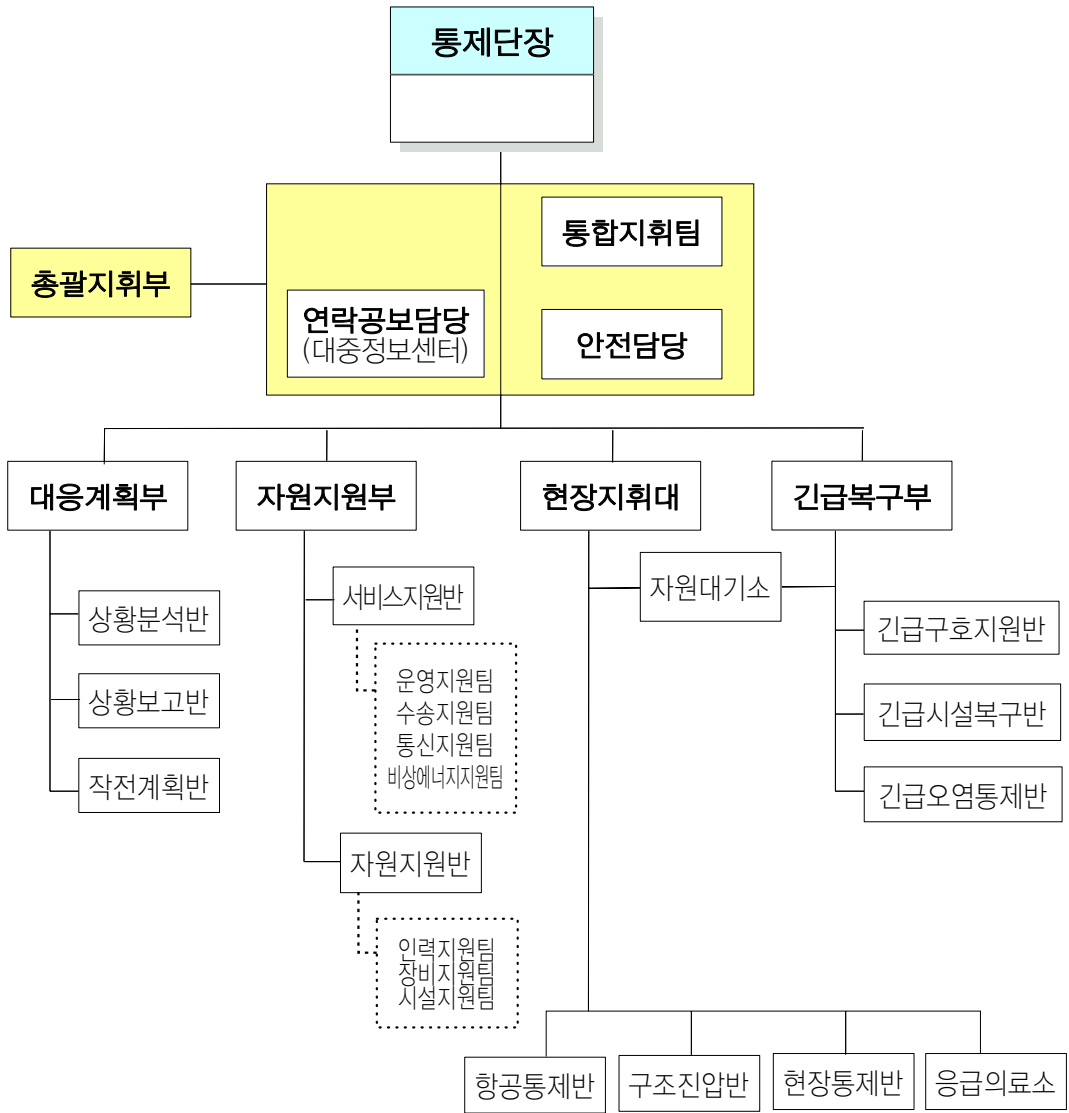 통제단장
통합지휘팀
총괄지휘부
연락공보담당
(대중정보센터)
안전담당
대응계획부
자원지원부
현장지휘대
긴급복구부
상황분석반
상황보고반
작전계획반
서비스지원반
운영지원팀
수송지원팀
통신지원팀
비상에너지지원팀
자원지원반
인력지원팀
장비지원팀
시설지원팀
자원대기소
긴급구호지원반
긴급시설복구반
긴급오염통제반
항공통제반
구조진압반
현장통제반
응급의료소